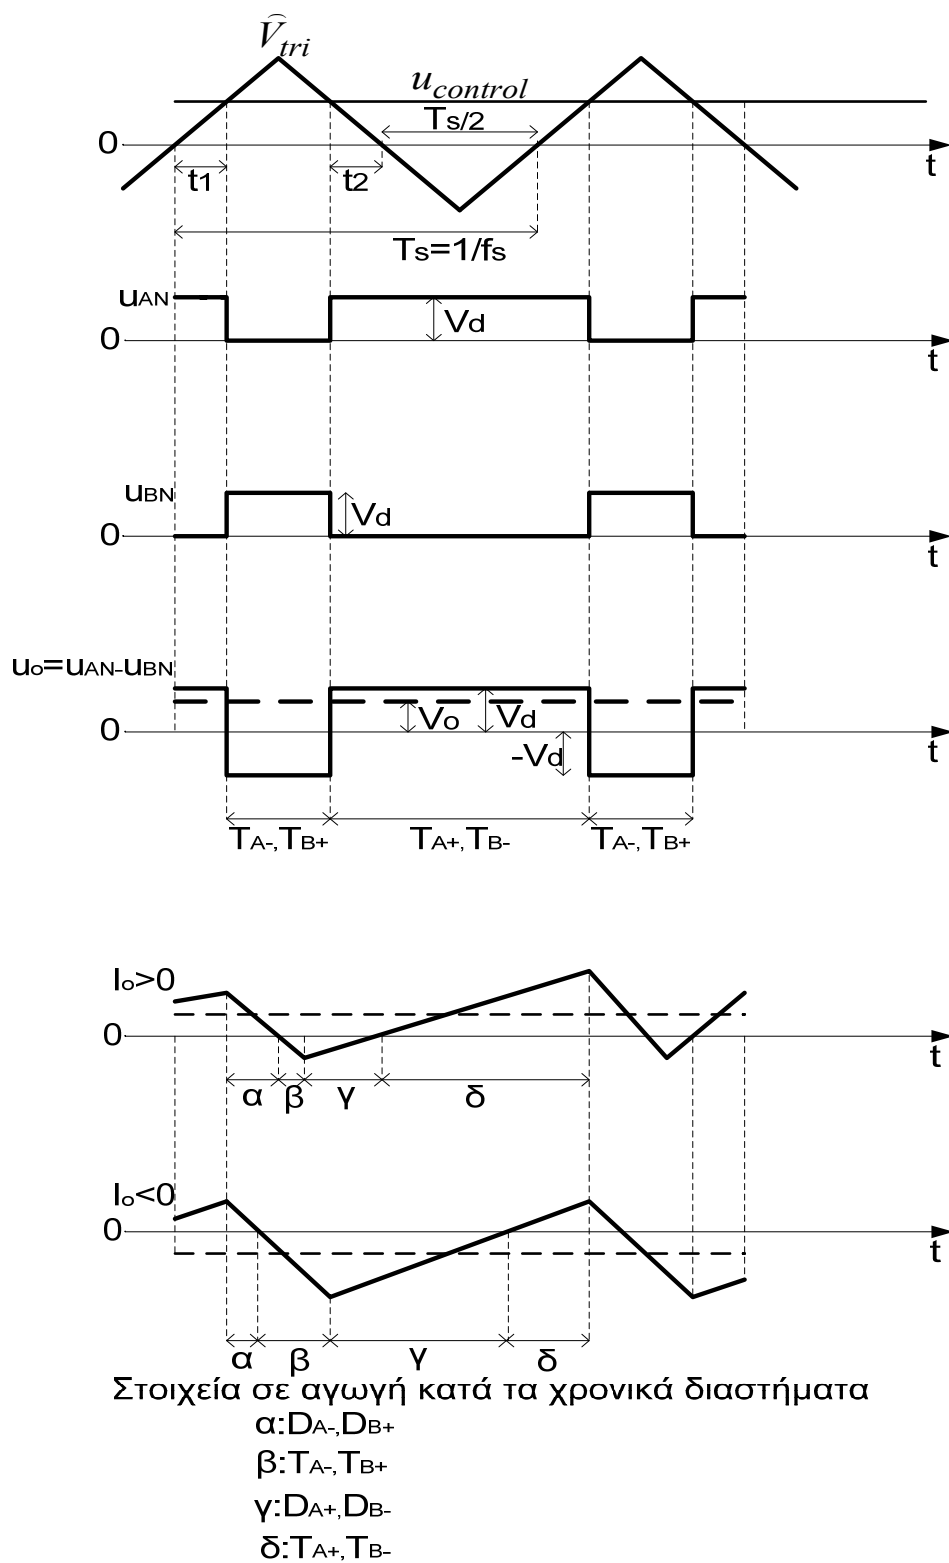 V̂tri
ucontrol
Ts/2
0
t
t1
t2
Ts=1/fs
uAN
Vd
0
t
uBN
Vd
0
t
uo=uAN-uBN
Vo
Vd
0
-Vd
t
TA-,TB+
TA+,TB-
TA-,TB+
Io>0
0
t
α
β
γ
δ
Io<0
0
t
α
β
γ
δ
Στοιχεία σε αγωγή κατά τα χρονικά διαστήματα
α:DA-,DB+
β:TA-,TB+
γ:DA+,DB-
δ:TA+,TB-